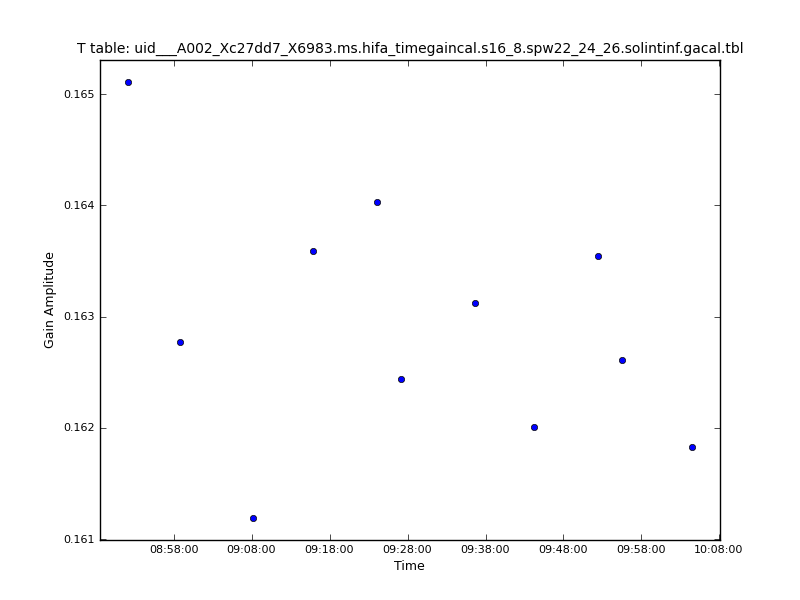 T table: uid___A002_Xc27dd7_X6983.ms.hifa_timegaincal.s16_8.spw22_24_26.solintinf.gacal.tbl
0.165
0.164
0.163
0.162
0.161
Gain Amplitude
08:58:00 09:08:00 09:18:00 09:28:00 09:38:00 09:48:00 09:58:00 10:08:00
Time